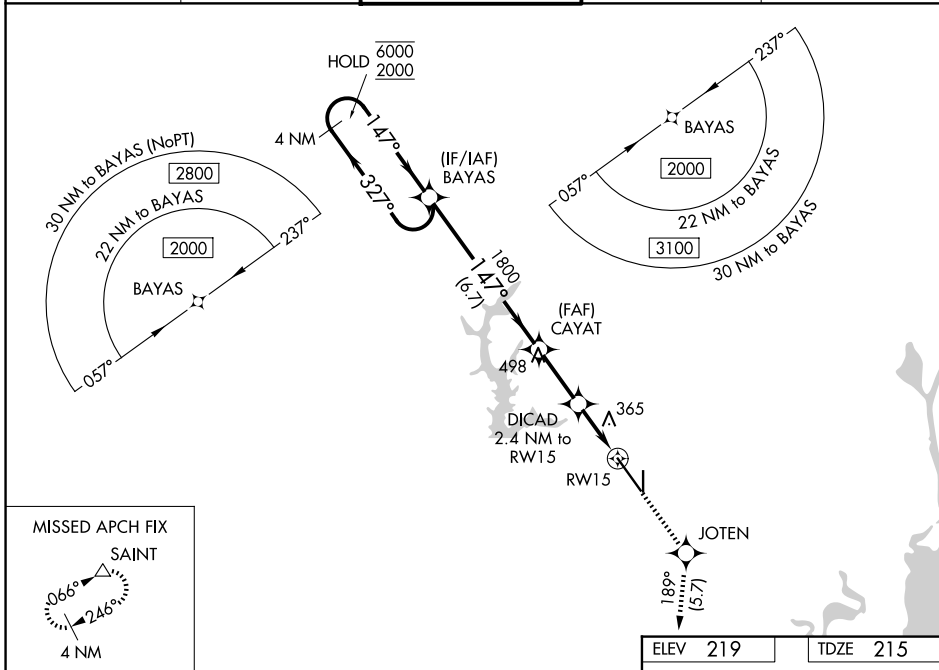 HOLD 6000
2000
4 NM
147°
327°
(IF/IAF)
BAYAS
30 NM to BAYAS (NoPT)
2800
22 NM to BAYAS
2000
237°
BAYAS
057°
237°
BAYAS
2000
057°
22 NM to BAYAS
3100
30 NM to BAYAS
1800
147°
(6.7)
(FAF)
CAYAT
498
DICAD
2.4 NM to
RW15
365
RW15
JOTEN
189°
(5.7)
MISSED APCH FIX
SAINT
066°
246°
4 NM
ELEV 219
TDZE 215